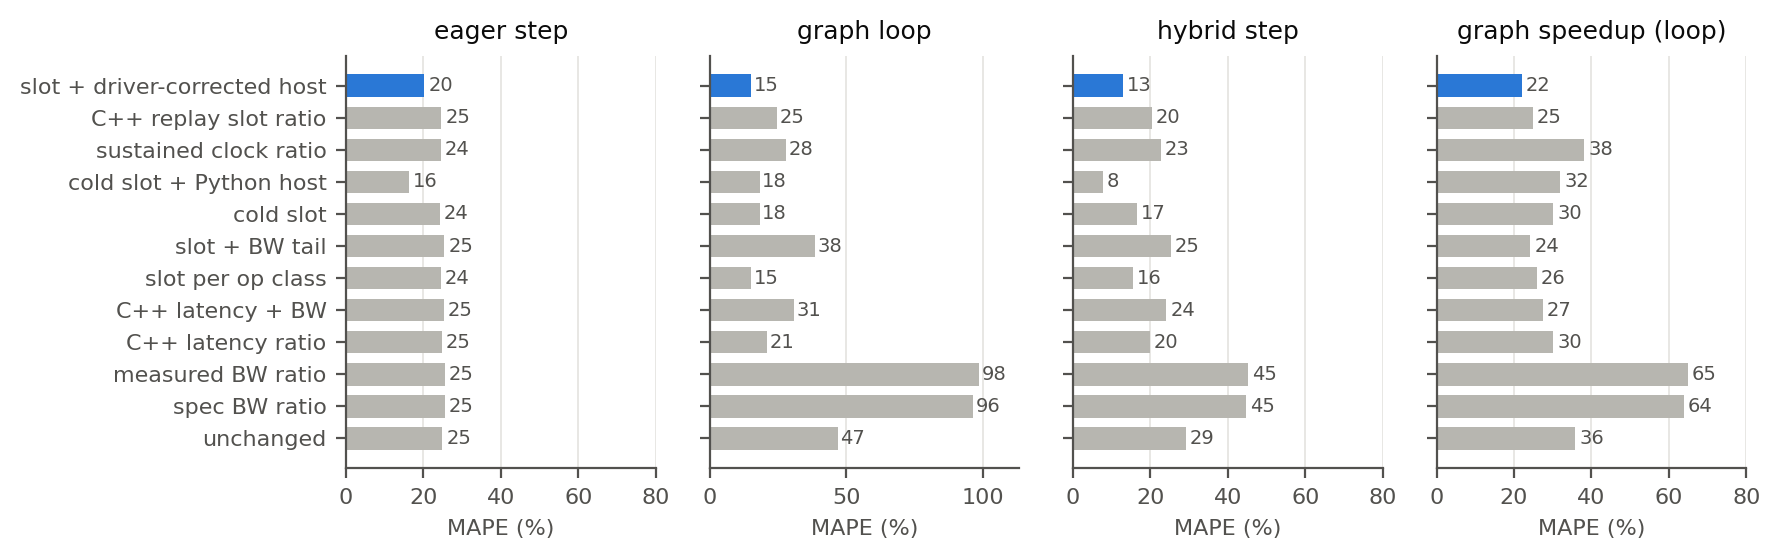 eager step
graph loop
hybrid step
graph speedup (loop)
slot + driver-corrected host 20 15 13 22
C++ replay slot ratio 25 25 20 25
sustained clock ratio 24 28 23 38
cold slot + Python host 16 18 8 32
cold slot 24 18 17 30
slot + BW tail 25 38 25 24
slot per op class 24 15 16 26
C++ latency + BW 25 31 24 27
C++ latency ratio 25 21 20 30
measured BW ratio 25 98 45 65
spec BW ratio 25 96 45 64
unchanged 25 47 29 36
0 20 40 60 80
0 50 100
0 20 40 60 80
0 20 40 60 80
MAPE (%)
MAPE (%)
MAPE (%)
MAPE (%)